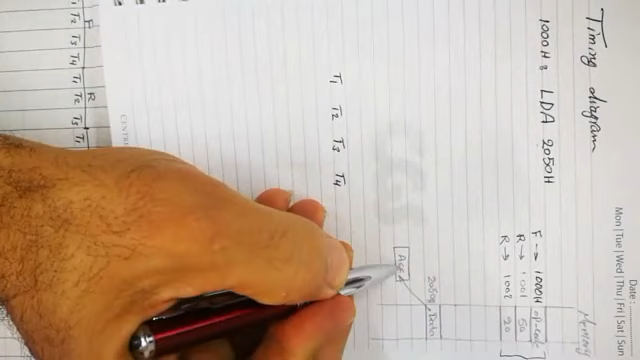 Date :
Mon | Tue | Wed | Thu | Fri | Sat | Sun
Timing diagram
Memory
1000H : LDA 2050H
F → 1000H op-code
R → 1001 50
R → 1002 20
2050H Data
T1 T2 T3 T4
F R
T1 T2 T3 T4 T1 T2 T3 T1